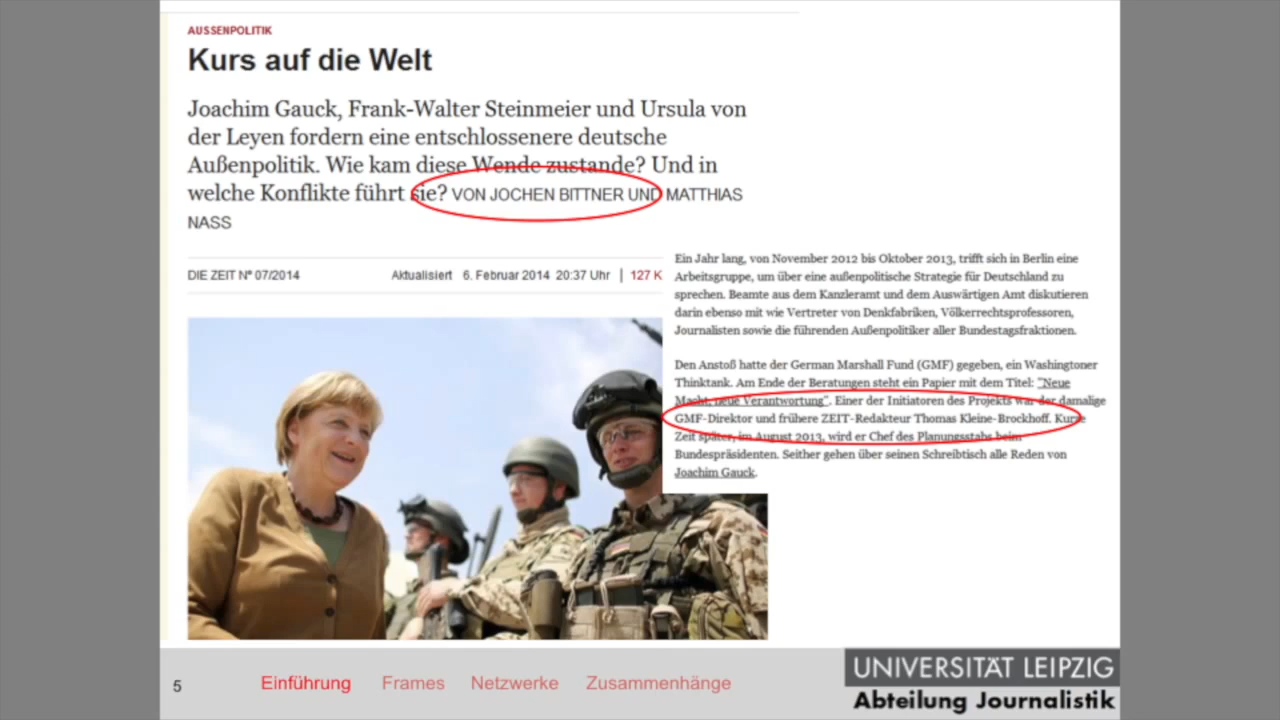 AUSSENPOLITIK
Kurs auf die Welt
Joachim Gauck, Frank-Walter Steinmeier und Ursula von
der Leyen fordern eine entschlossenere deutsche
Außenpolitik. Wie kam diese Wende zustande? Und in
welche Konflikte führt sie? VON JOCHEN BITTNER UND MATTHIAS
NASS
DIE ZEIT Nº 07/2014 Aktualisiert 6. Februar 2014 20:37 Uhr | 127 K
Ein Jahr lang, von November 2012 bis Oktober 2013, trifft sich in Berlin eine
Arbeitsgruppe, um über eine außenpolitische Strategie für Deutschland zu
sprechen. Beamte aus dem Kanzleramt und dem Auswärtigen Amt diskutieren
darin ebenso mit wie Vertreter von Denkfabriken, Völkerrechtsprofessoren,
Journalisten sowie die führenden Außenpolitiker aller Bundestagsfraktionen.
Den Anstoß hatte der German Marshall Fund (GMF) gegeben, ein Washingtoner
Thinktank. Am Ende der Beratungen steht ein Papier mit dem Titel: "Neue
Macht, neue Verantwortung". Einer der Initiatoren des Projekts war der damalige
GMF-Direktor und frühere ZEIT-Redakteur Thomas Kleine-Brockhoff. Kurze
Zeit später, im August 2013, wird er Chef des Planungsstabs beim
Bundespräsidenten. Seither gehen über seinen Schreibtisch alle Reden von
Joachim Gauck.
5 Einführung Frames Netzwerke Zusammenhänge
UNIVERSITÄT LEIPZIG
Abteilung Journalistik